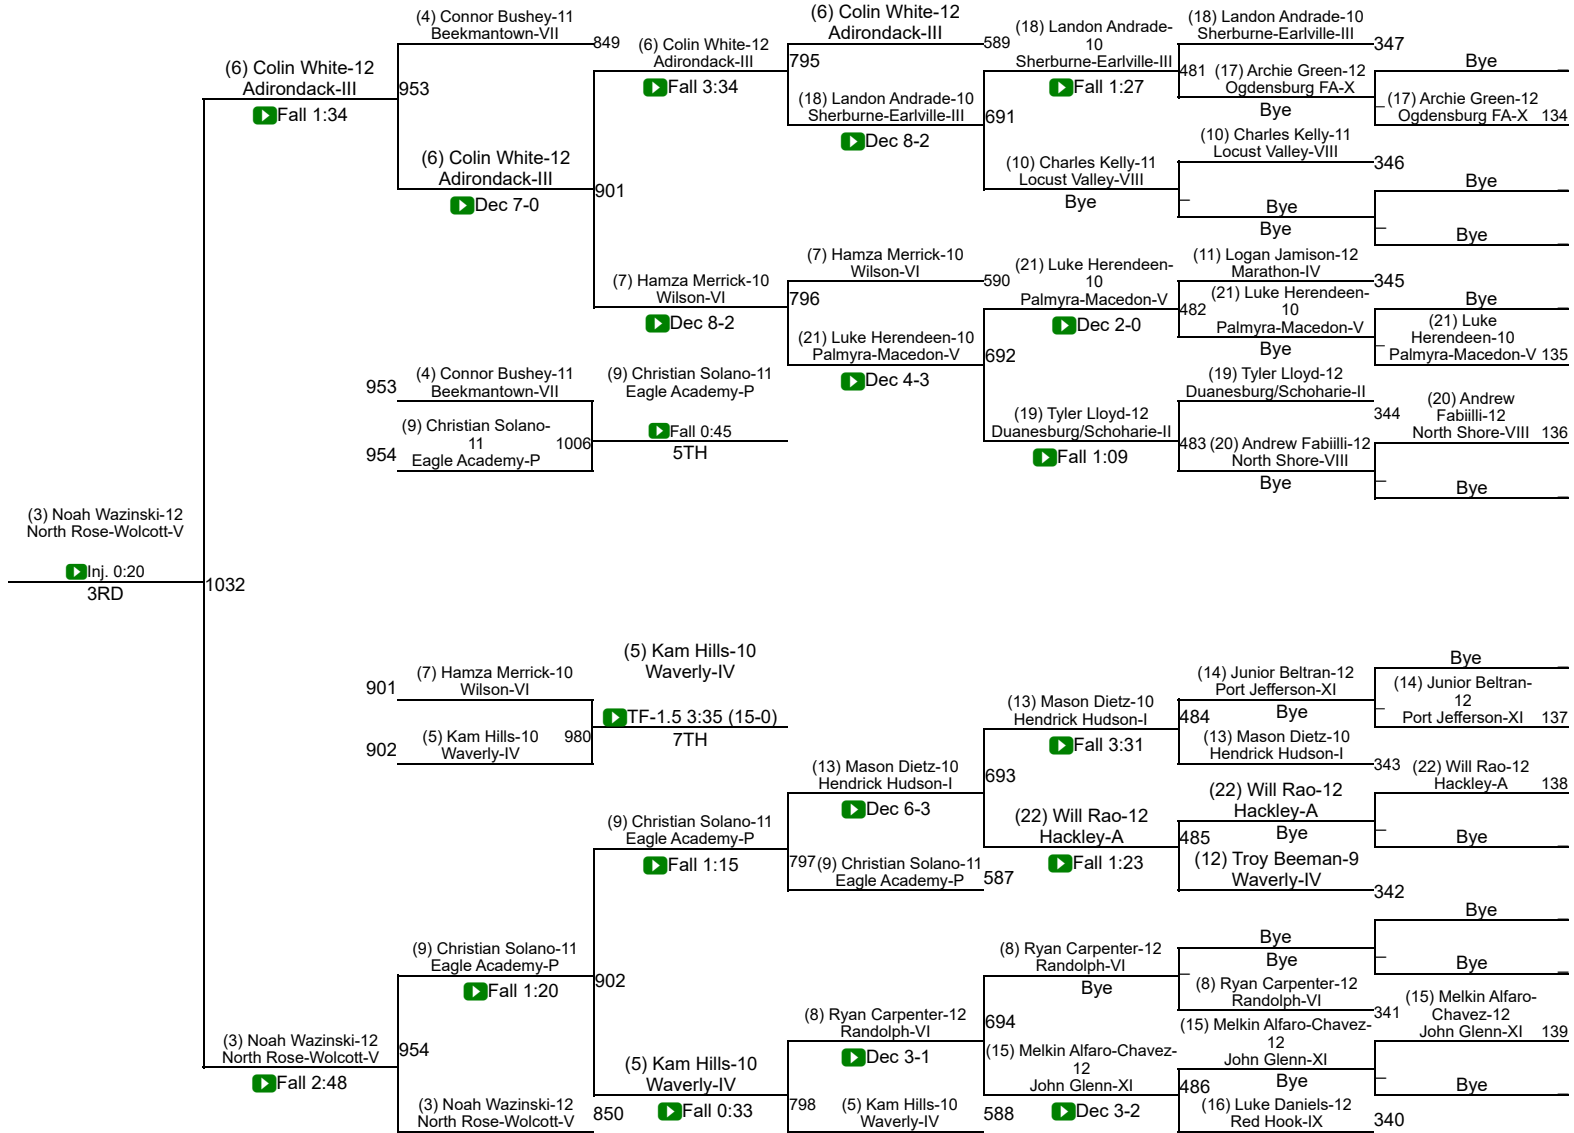 (4) Connor Bushey-11
Beekmantown-VII
849
(6) Colin White-12
Adirondack-III
Fall 1:34
953
(6) Colin White-12
Adirondack-III
Dec 7-0
(6) Colin White-12
Adirondack-III
Fall 3:34
901
(7) Hamza Merrick-10
Wilson-VI
Dec 8-2
(6) Colin White-12
Adirondack-III
589
795
(18) Landon Andrade-10
Sherburne-Earlville-III
Dec 8-2
(7) Hamza Merrick-10
Wilson-VI
590
796
(21) Luke Herendeen-10
Palmyra-Macedon-V
Dec 4-3
(18) Landon Andrade-
10
Sherburne-Earlville-III
Fall 1:27
691
(10) Charles Kelly-11
Locust Valley-VIII
Bye
(21) Luke Herendeen-
10
Palmyra-Macedon-V
Dec 2-0
692
(19) Tyler Lloyd-12
Duanesburg/Schoharie-II
Fall 1:09
(18) Landon Andrade-10
Sherburne-Earlville-III
347
481
(17) Archie Green-12
Ogdensburg FA-X
Bye
(10) Charles Kelly-11
Locust Valley-VIII
346
Bye
Bye
(11) Logan Jamison-12
Marathon-IV
345
482
(21) Luke Herendeen-
10
Palmyra-Macedon-V
Bye
(19) Tyler Lloyd-12
Duanesburg/Schoharie-II
344
483
(20) Andrew Fabiilli-12
North Shore-VIII
Bye
Bye
(17) Archie Green-12
Ogdensburg FA-X 134
Bye
Bye
Bye
(21) Luke
Herendeen-10
Palmyra-Macedon-V 135
(20) Andrew
Fabiilli-12
North Shore-VIII 136
Bye
953
(4) Connor Bushey-11
Beekmantown-VII
954
(9) Christian Solano-
11
Eagle Academy-P
1006
(9) Christian Solano-11
Eagle Academy-P
Fall 0:45
5TH
(3) Noah Wazinski-12
North Rose-Wolcott-V
Inj. 0:20
3RD
1032
901
(7) Hamza Merrick-10
Wilson-VI
902
(5) Kam Hills-10
Waverly-IV
980
(5) Kam Hills-10
Waverly-IV
TF-1.5 3:35 (15-0)
7TH
(3) Noah Wazinski-12
North Rose-Wolcott-V
Fall 2:48
(9) Christian Solano-11
Eagle Academy-P
Fall 1:20
954
(3) Noah Wazinski-12
North Rose-Wolcott-V
850
(9) Christian Solano-11
Eagle Academy-P
Fall 1:15
902
(5) Kam Hills-10
Waverly-IV
Fall 0:33
(13) Mason Dietz-10
Hendrick Hudson-I
Dec 6-3
797
(9) Christian Solano-11
Eagle Academy-P
587
(8) Ryan Carpenter-12
Randolph-VI
Dec 3-1
798
(5) Kam Hills-10
Waverly-IV
588
(13) Mason Dietz-10
Hendrick Hudson-I
Fall 3:31
693
(22) Will Rao-12
Hackley-A
Fall 1:23
(8) Ryan Carpenter-12
Randolph-VI
Bye
694
(15) Melkin Alfaro-Chavez-
12
John Glenn-XI
Dec 3-2
(14) Junior Beltran-12
Port Jefferson-XI
Bye
484
(13) Mason Dietz-10
Hendrick Hudson-I
343
(22) Will Rao-12
Hackley-A
Bye
485
(12) Troy Beeman-9
Waverly-IV
342
Bye
Bye
(8) Ryan Carpenter-12
Randolph-VI
341
(15) Melkin Alfaro-Chavez-
12
John Glenn-XI
Bye
486
(16) Luke Daniels-12
Red Hook-IX
340
Bye
(14) Junior Beltran-
12
Port Jefferson-XI 137
(22) Will Rao-12
Hackley-A 138
Bye
Bye
Bye
(15) Melkin Alfaro-
Chavez-12
John Glenn-XI 139
Bye